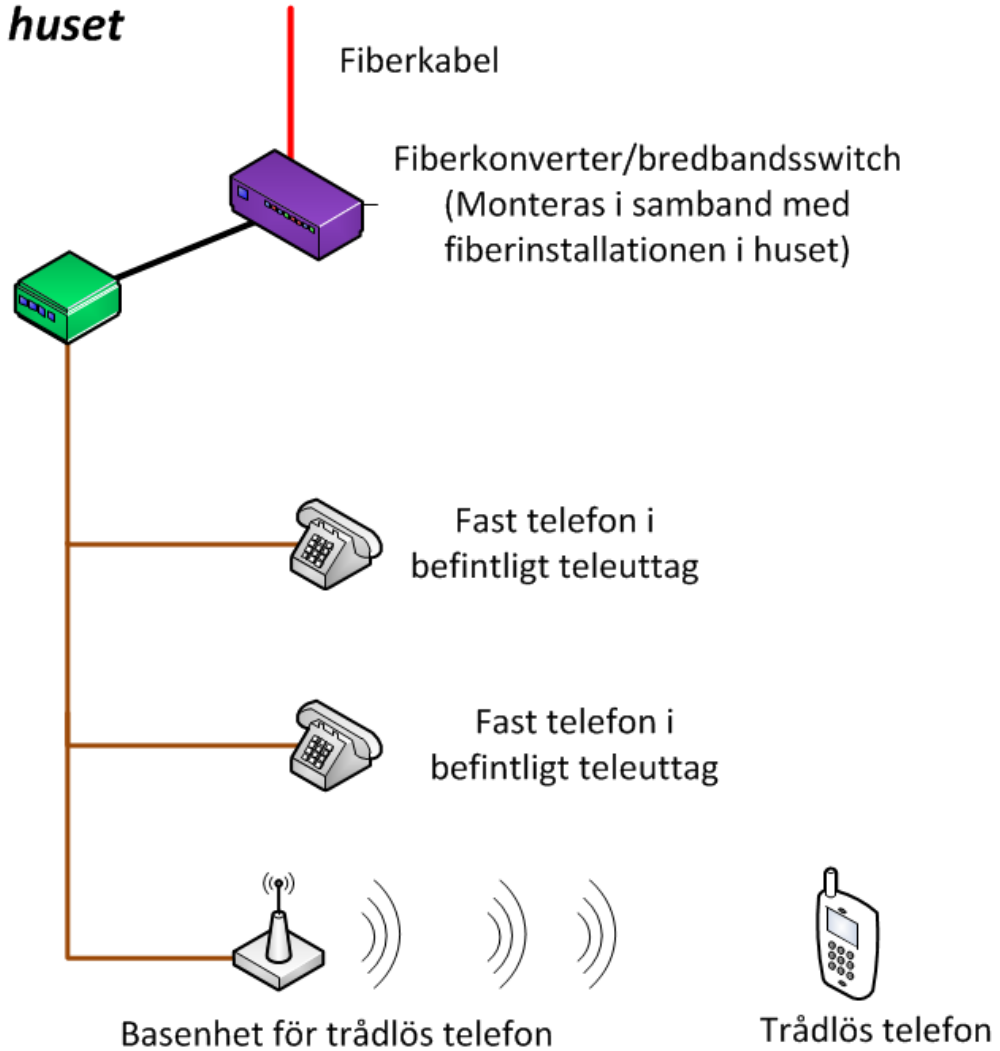 huset
Fiberkabel
Fiberkonverter/bredbandsswitch
(Monteras i samband med
fiberinstallationen i huset)
Fast telefon i
befintligt teleuttag
Fast telefon i
befintligt teleuttag
Basenhet för trådlös telefon
Trådlös telefon